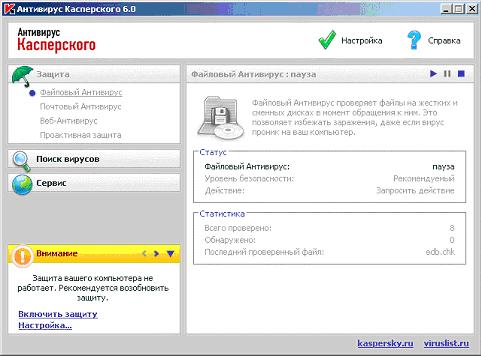 Антивирус Касперского 6.0
Антивирус
Касперского
Настройка
Справка
Защита
Файловый Антивирус
Почтовый Антивирус
Веб-Антивирус
Проактивная защита
Поиск вирусов
Сервис
Внимание
Защита вашего компьютера не
работает. Рекомендуется возобновить
защиту.
Включить защиту
Настройка...
Файловый Антивирус : пауза
Файловый Антивирус проверяет файлы на жестких и
сменных дисках в момент обращения к ним. Это
позволяет избежать заражения, даже если вирус
проник на ваш компьютер.
Статус
Файловый Антивирус: пауза
Уровень безопасности: Рекомендуемый
Действие: Запросить действие
Статистика
Всего проверено: 8
Обнаружено: 0
Последний проверенный файл: edb.chk
kaspersky.ru viruslist.ru